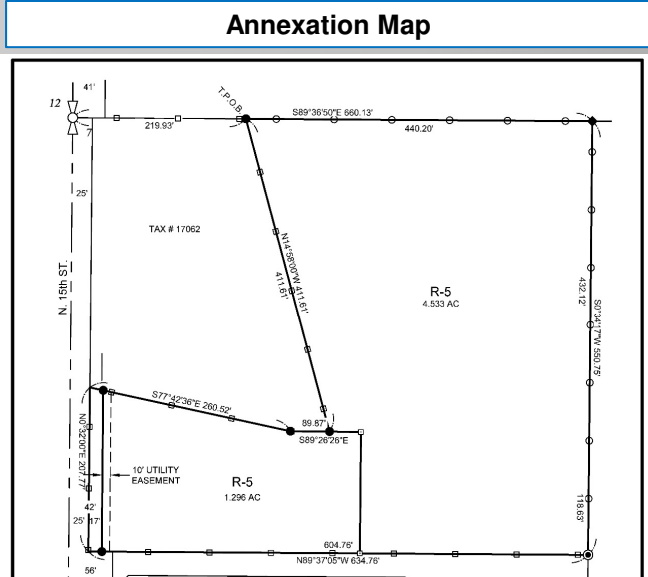 Annexation Map
41'
12
T.P.O.B.
S89°36'50"E 660.13'
7'
219.93'
440.20'
25'
TAX # 17062
N14°58'00"W 411.61'
411.61'
N. 15th ST.
R-5
4.533 AC
432.12'
S0°34'17"W 550.75'
S77°42'36"E 260.52'
89.87'
S89°26'26"E
N0°32'00"E 207.77'
10' UTILITY
EASEMENT
R-5
1.296 AC
118.63'
42'
25' 17'
604.76'
N89°37'05"W 634.76'
56'